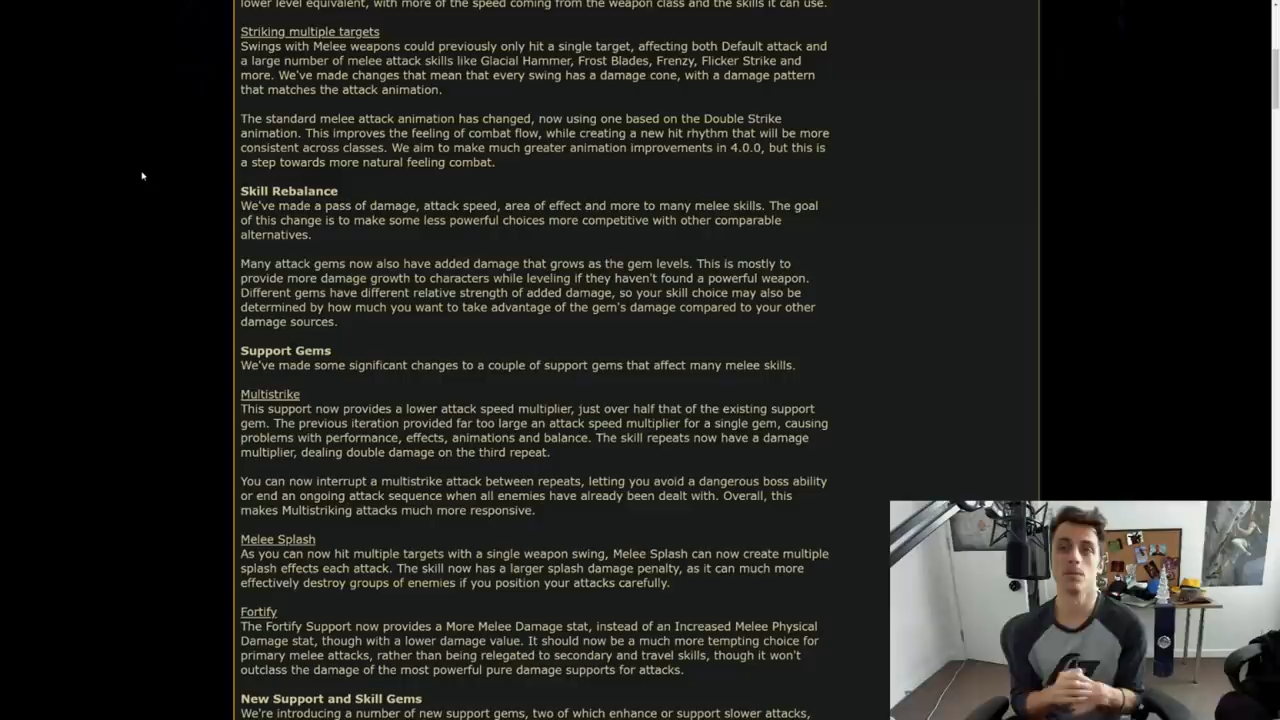 lower level equivalent, with more of the speed coming from the weapon class and the skills it can use.
Striking multiple targets
Swings with Melee weapons could previously only hit a single target, affecting both Default attack and
a large number of melee attack skills like Glacial Hammer, Frost Blades, Frenzy, Flicker Strike and
more. We've made changes that mean that every swing has a damage cone, with a damage pattern
that matches the attack animation.
The standard melee attack animation has changed, now using one based on the Double Strike
animation. This improves the feeling of combat flow, while creating a new hit rhythm that will be more
consistent across classes. We aim to make much greater animation improvements in 4.0.0, but this is
a step towards more natural feeling combat.
Skill Rebalance
We've made a pass of damage, attack speed, area of effect and more to many melee skills. The goal
of this change is to make some less powerful choices more competitive with other comparable
alternatives.
Many attack gems now also have added damage that grows as the gem levels. This is mostly to
provide more damage growth to characters while leveling if they haven't found a powerful weapon.
Different gems have different relative strength of added damage, so your skill choice may also be
determined by how much you want to take advantage of the gem's damage compared to your other
damage sources.
Support Gems
We've made some significant changes to a couple of support gems that affect many melee skills.
Multistrike
This support now provides a lower attack speed multiplier, just over half that of the existing support
gem. The previous iteration provided far too large an attack speed multiplier for a single gem, causing
problems with performance, effects, animations and balance. The skill repeats now have a damage
multiplier, dealing double damage on the third repeat.
You can now interrupt a multistrike attack between repeats, letting you avoid a dangerous boss ability
or end an ongoing attack sequence when all enemies have already been dealt with. Overall, this
makes Multistriking attacks much more responsive.
Melee Splash
As you can now hit multiple targets with a single weapon swing, Melee Splash can now create multiple
splash effects each attack. The skill now has a larger splash damage penalty, as it can much more
effectively destroy groups of enemies if you position your attacks carefully.
Fortify
The Fortify Support now provides a More Melee Damage stat, instead of an Increased Melee Physical
Damage stat, though with a lower damage value. It should now be a much more tempting choice for
primary melee attacks, rather than being relegated to secondary and travel skills, though it won't
outclass the damage of the most powerful pure damage supports for attacks.
New Support and Skill Gems
We're introducing a number of new support gems, two of which enhance or support slower attacks,